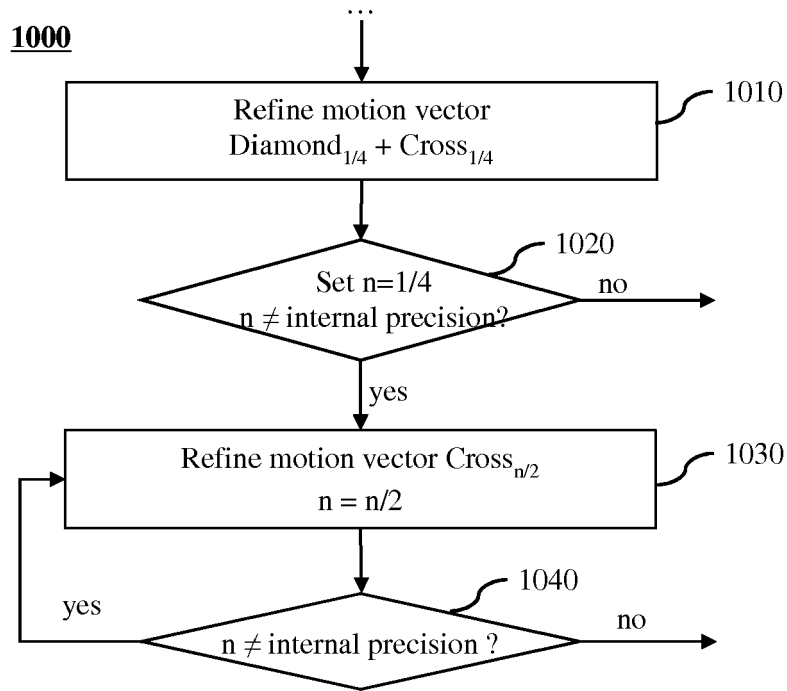 ...
1000
Refine motion vector
Diamond1/4 + Cross1/4
1010
1020
Set n=1/4
n ≠ internal precision?
no
yes
Refine motion vector Crossn/2
n = n/2
1030
1040
yes
n ≠ internal precision ?
no